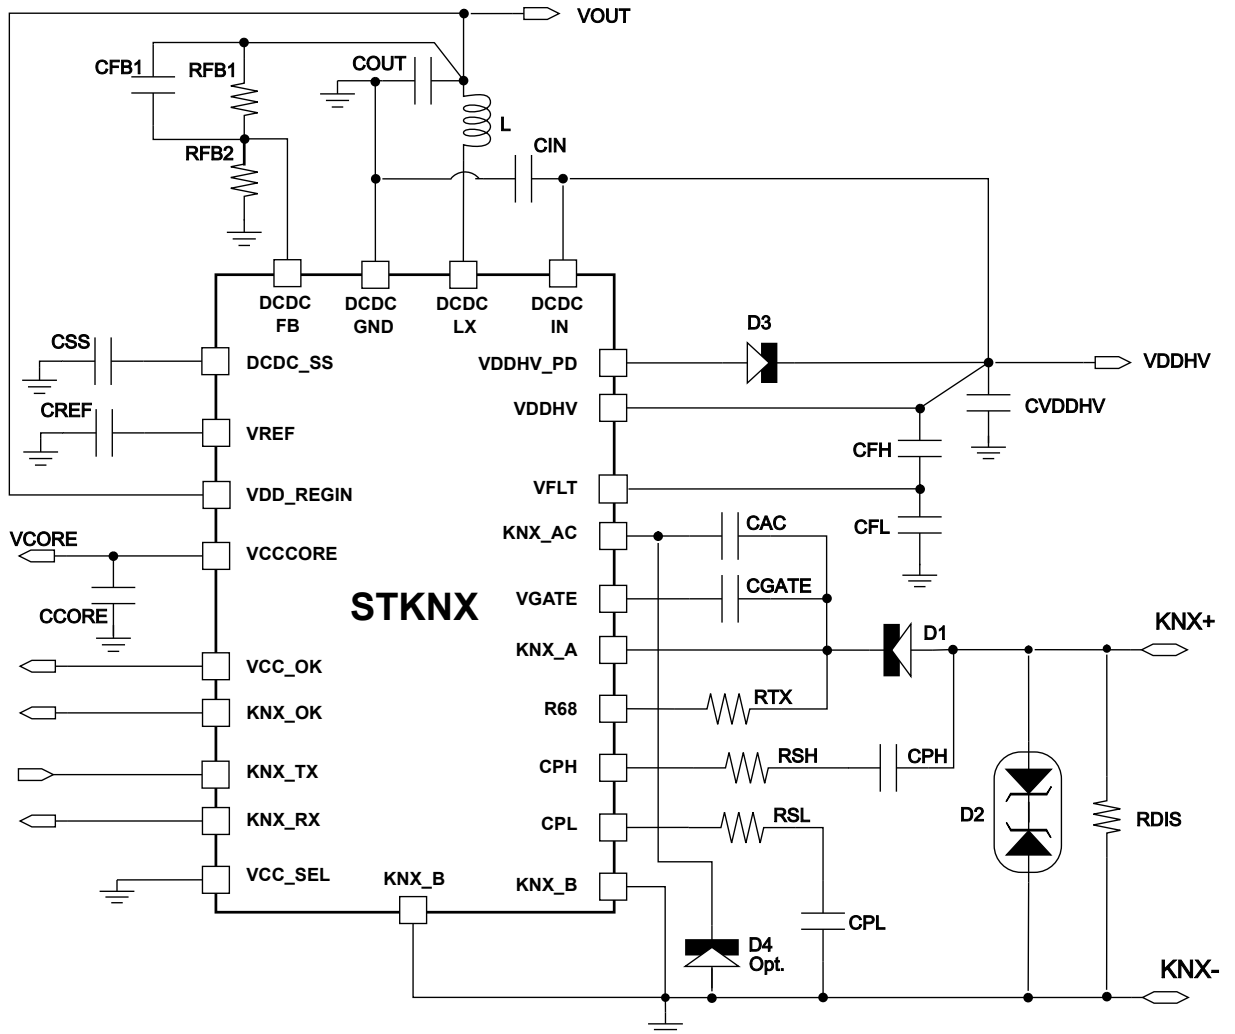 VOUT
CFB1
RFB1
COUT
L
RFB2
CIN
DCDC
FB
DCDC
GND
DCDC
LX
DCDC
IN
CSS
DCDC_SS
D3
VDDHV_PD
VDDHV
CREF
VREF
VDDHV
CVDDHV
CFH
VDD_REGIN
VFLT
CFL
KNX_AC
CAC
VCORE
VCCCORE
CCORE
STKNX
VGATE
CGATE
KNX_A
D1
KNX+
VCC_OK
R68
RTX
KNX_OK
CPH
RSH
CPH
KNX_TX
KNX_RX
CPL
RSL
D2
RDIS
VCC_SEL
KNX_B
KNX_B
CPL
D4
Opt.
KNX-